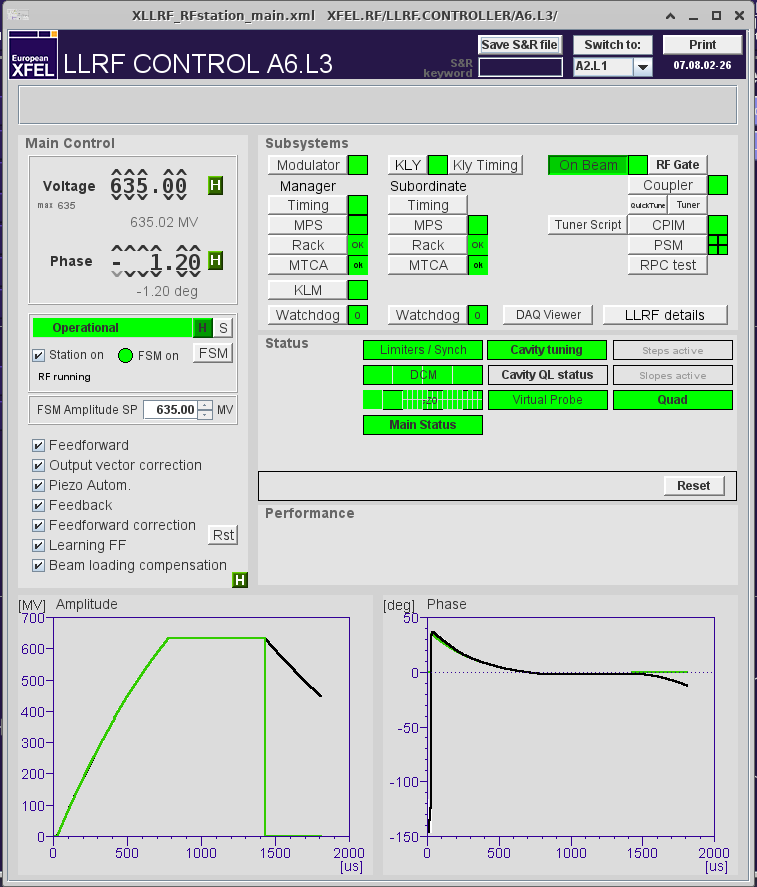 XLLRF_RFstation_main.xml XFEL.RF/LLRF.CONTROLLER/A6.L3/
European
XFEL
LLRF CONTROL A6.L3
S&R
keyword
Save S&R file
Switch to:
A2.L1
Print
07.08.02-26
Main Control
Voltage 635.00 H
max 635
635.02 MV
Phase - 1.20 H
-1.20 deg
Operational H S
Station on FSM on FSM
RF running
FSM Amplitude SP 635.00 MV
Feedforward
Output vector correction
Piezo Autom.
Feedback
Feedforward correction
Rst
Learning FF
Beam loading compensation
H
Subsystems
Modulator KLY Kly Timing On Beam RF Gate
Manager Subordinate Coupler
Timing Timing QuickTune Tuner
MPS MPS Tuner Script CPIM
Rack OK Rack OK PSM
MTCA ok MTCA ok RPC test
KLM
Watchdog 0 Watchdog 0 DAQ Viewer LLRF details
Status
Limiters / Synch Cavity tuning Steps active
DCM Cavity QL status Slopes active
Virtual Probe Quad
Main Status
Reset
Performance
[MV] Amplitude
700
600
500
400
300
200
100
0
0 500 1000 1500 2000
[us]
[deg] Phase
50
0
-50
-100
-150
0 500 1000 1500 2000
[us]